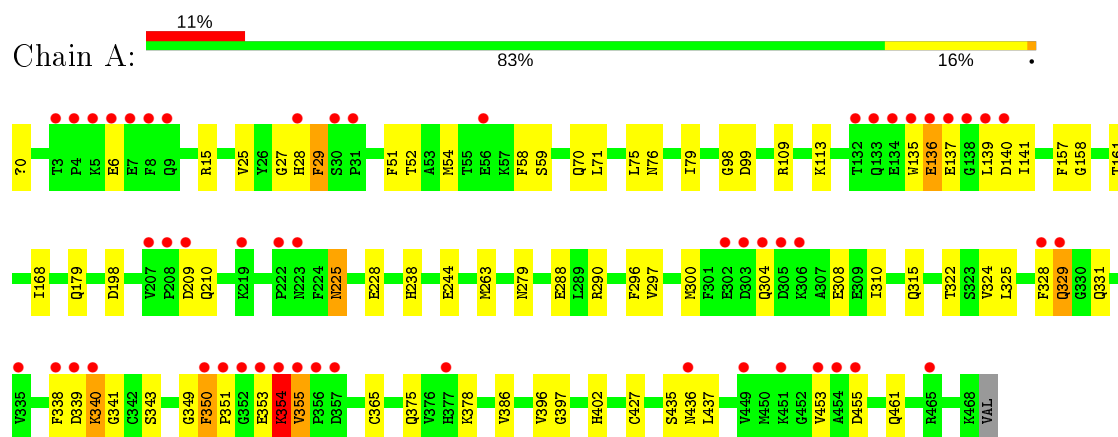 11%
Chain A:
83% 16% •
?0 T3 P4 K5 E6 E7 F8 Q9 R15 V25 Y26 G27 H28 F29 S30 P31 F51 T52 A53 M54 T55 E56 K57 F58 S59 Q70 L71 L75 N76 I79 G98 D99 R109 K113 T132 Q133 E134 W135 E136 E137 G138 L139 D140 I141 F157 G158 T161
I168 Q179 D198 V207 P208 D209 Q210 K219 P222 N223 F224 N225 E228 H238 E244 M263 N279 E288 L289 R290 F296 V297 M300 F301 E302 D303 Q304 D305 K306 A307 E308 E309 I310 Q315 T322 S323 V324 L325 F328 Q329 G330 Q331
V335 F338 D339 K340 G341 C342 S343 G349 F350 P351 G352 E353 K354 V355 P356 D357 C365 Q375 V376 H377 K378 V386 V396 G397 H402 C427 S435 N436 L437 V449 M450 K451 G452 V453 A454 D455 Q461 R465 K468 VAL